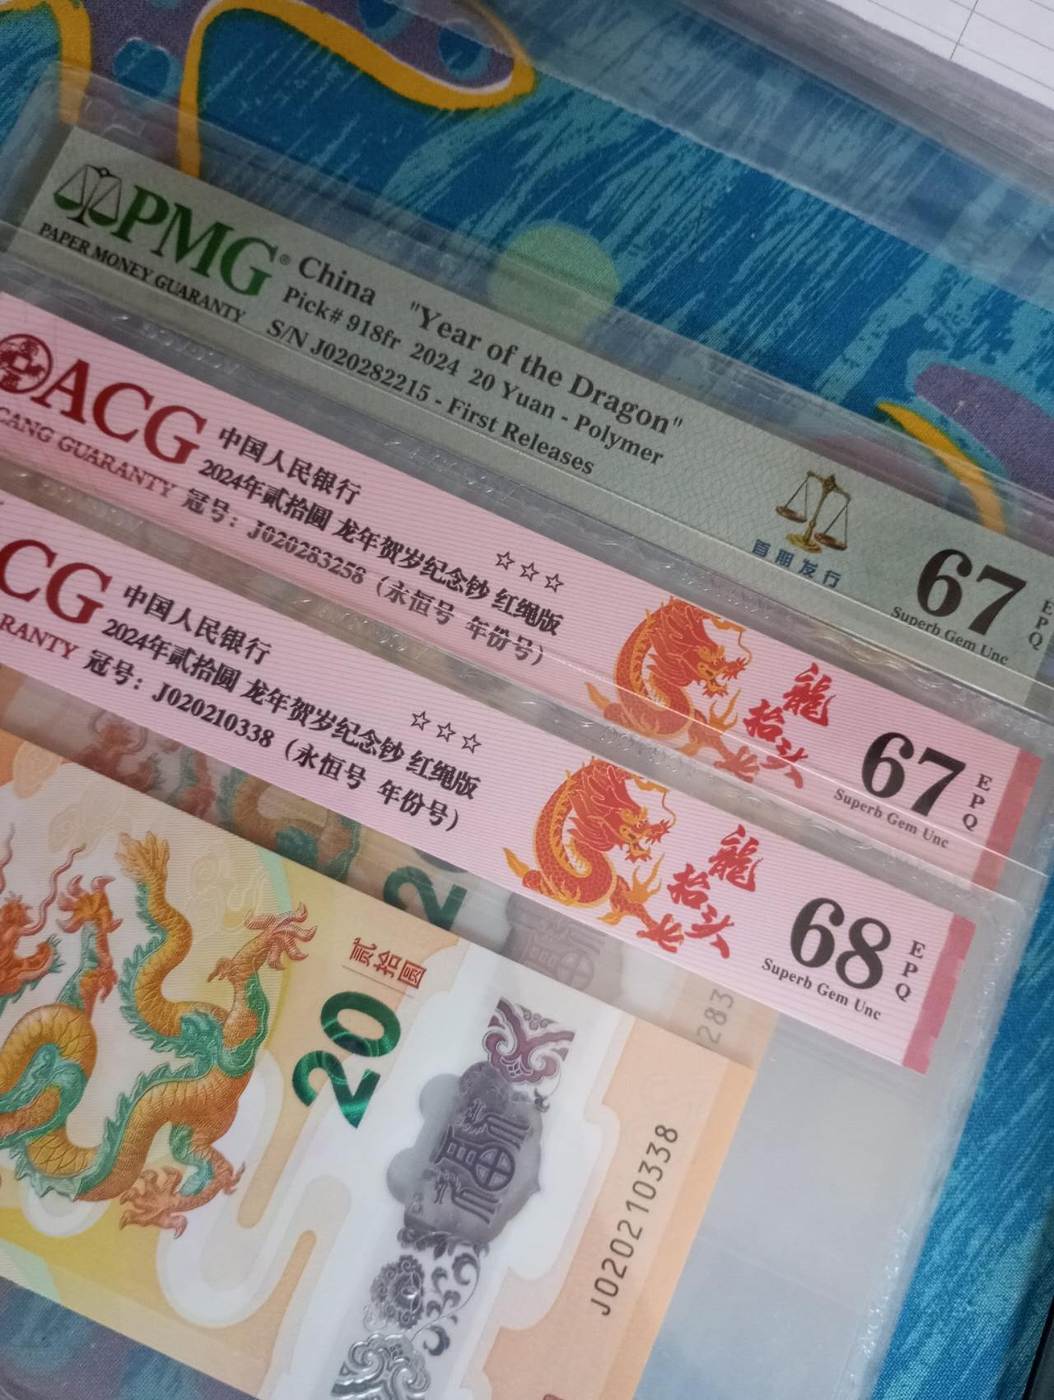 PMG®
PAPER MONEY GUARANTY
China "Year of the Dragon"
Pick# 918fr 2024 20 Yuan - Polymer
S/N J020282215 - First Releases
首期发行
67
EPQ
Superb Gem Unc
ACG
CANG GUARANTY
中国人民银行
☆☆☆
2024年贰拾圆 龙年贺岁纪念钞 红绳版
冠号：J020283258（永恒号 年份号）
龍抬头
67
EPQ
Superb Gem Unc
CG
RANTY
中国人民银行
☆☆☆
2024年贰拾圆 龙年贺岁纪念钞 红绳版
冠号：J020210338（永恒号 年份号）
龍抬头
68
EPQ
Superb Gem Unc
283
贰拾圆
20
福
J020210338